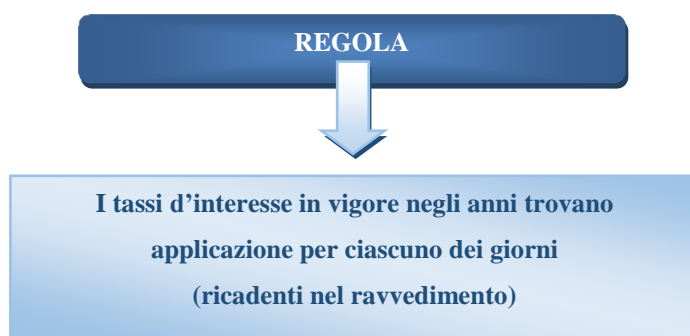 REGOLA
I tassi d’interesse in vigore negli anni trovano
applicazione per ciascuno dei giorni
(ricadenti nel ravvedimento)